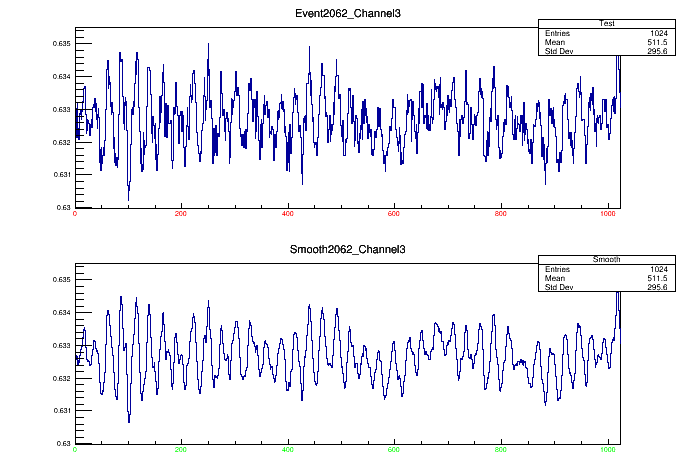 Event2062_Channel3
Test
Entries 1024
Mean 511.5
Std Dev 295.6
0.635
0.634
0.633
0.632
0.631
0.63
0 200 400 600 800 1000
Smooth2062_Channel3
Smooth
Entries 1024
Mean 511.5
Std Dev 295.6
0.635
0.634
0.633
0.632
0.631
0.63
0 200 400 600 800 1000